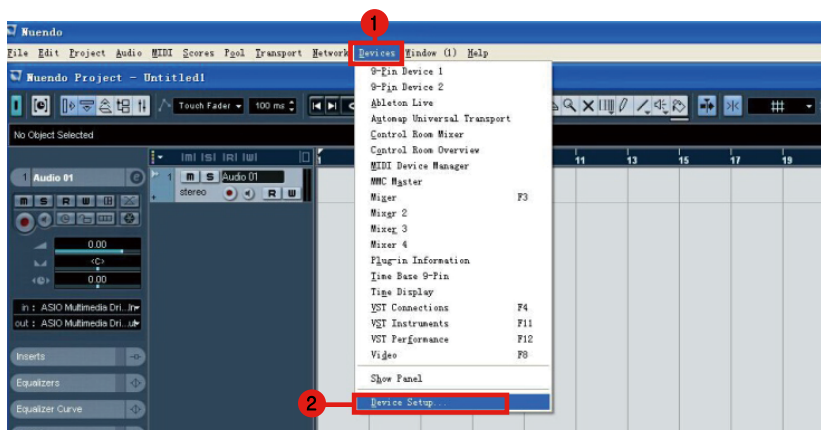 1
Nuendo
File Edit Project Audio MIDI Scores Pool Transport Network Devices Window (1) Help
Nuendo Project - Untitled1
Touch Fader 100 ms
No Object Selected
1 Audio 01
m S R W
0.00
<C>
0.00
in : ASIO Multimedia Dri...
out : ASIO Multimedia Dri...
Inserts
Equalizers
Equalizer Curve
m s R w
1 m S Audio 01
stereo R W
9-Pin Device 1
9-Pin Device 2
Ableton Live
Automap Universal Transport
Control Room Mixer
Control Room Overview
MIDI Device Manager
MMC Master
Mixer F3
Mixer 2
Mixer 3
Mixer 4
Plug-in Information
Time Base 9-Pin
Time Display
VST Connections F4
VST Instruments F11
VST Performance F12
Video F8
Show Panel
2
Device Setup...
1 11 13 15 17 19